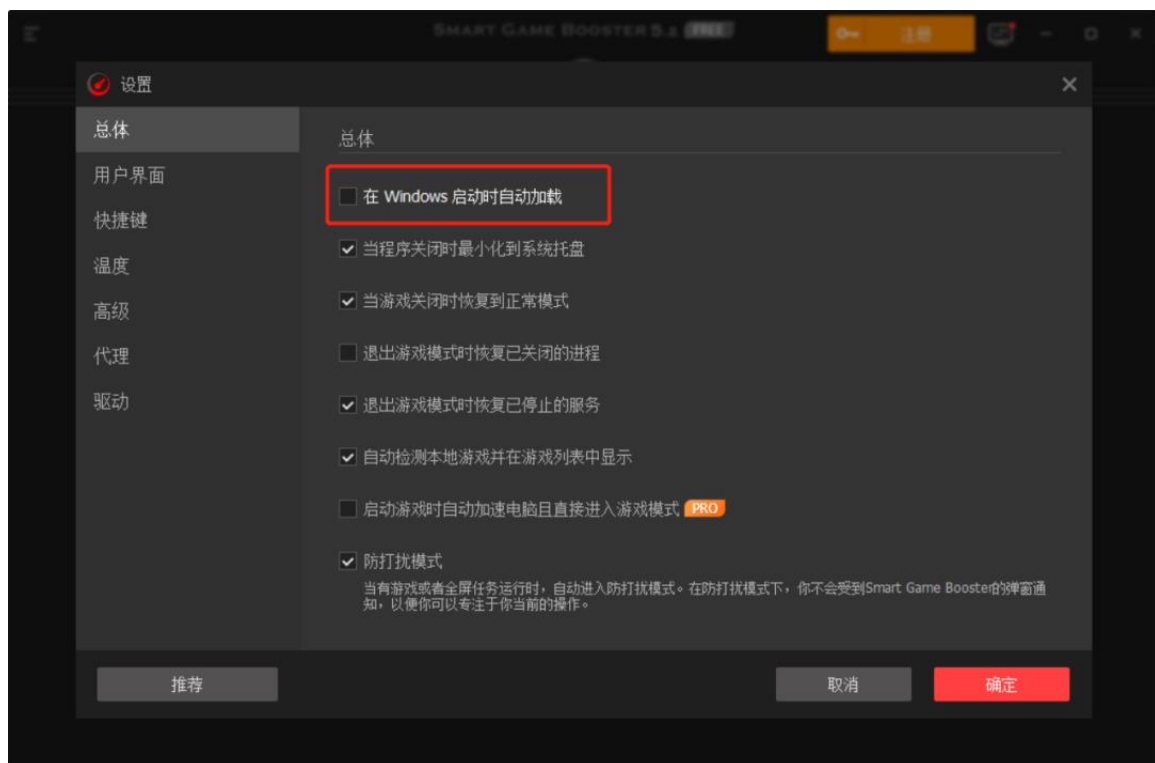 SMART GAME BOOSTER 5.2 FREE
注册
设置
总体
用户界面
快捷键
温度
高级
代理
驱动
总体
在 Windows 启动时自动加载
当程序关闭时最小化到系统托盘
当游戏关闭时恢复到正常模式
退出游戏模式时恢复已关闭的进程
退出游戏模式时恢复已停止的服务
自动检测本地游戏并在游戏列表中显示
启动游戏时自动加速电脑且直接进入游戏模式 PRO
防打扰模式
当有游戏或者全屏任务运行时，自动进入防打扰模式。在防打扰模式下，你不会受到Smart Game Booster的弹窗通
知，以便你可以专注于你当前的操作。
推荐
取消
确定